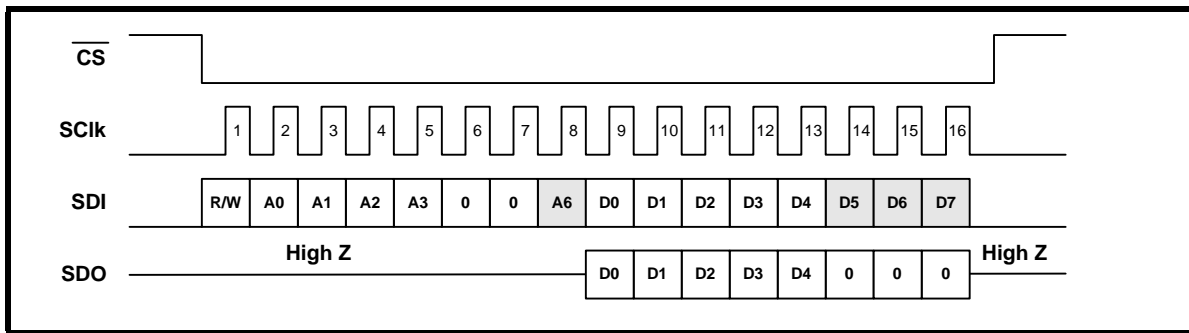 CS
SClk 1 2 3 4 5 6 7 8 9 10 11 12 13 14 15 16
SDI R/W A0 A1 A2 A3 0 0 A6 D0 D1 D2 D3 D4 D5 D6 D7
High Z High Z
SDO D0 D1 D2 D3 D4 0 0 0